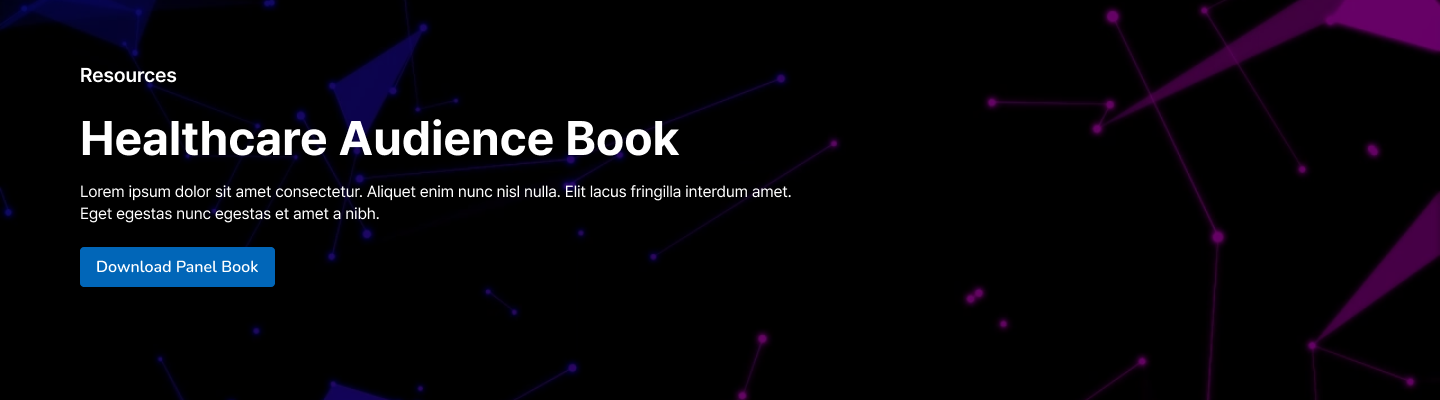 Resources
Healthcare Audience Book
Lorem ipsum dolor sit amet consectetur. Aliquet enim nunc nisl nulla. Elit lacus fringilla interdum amet.
Eget egestas nunc egestas et amet a nibh.
Download Panel Book